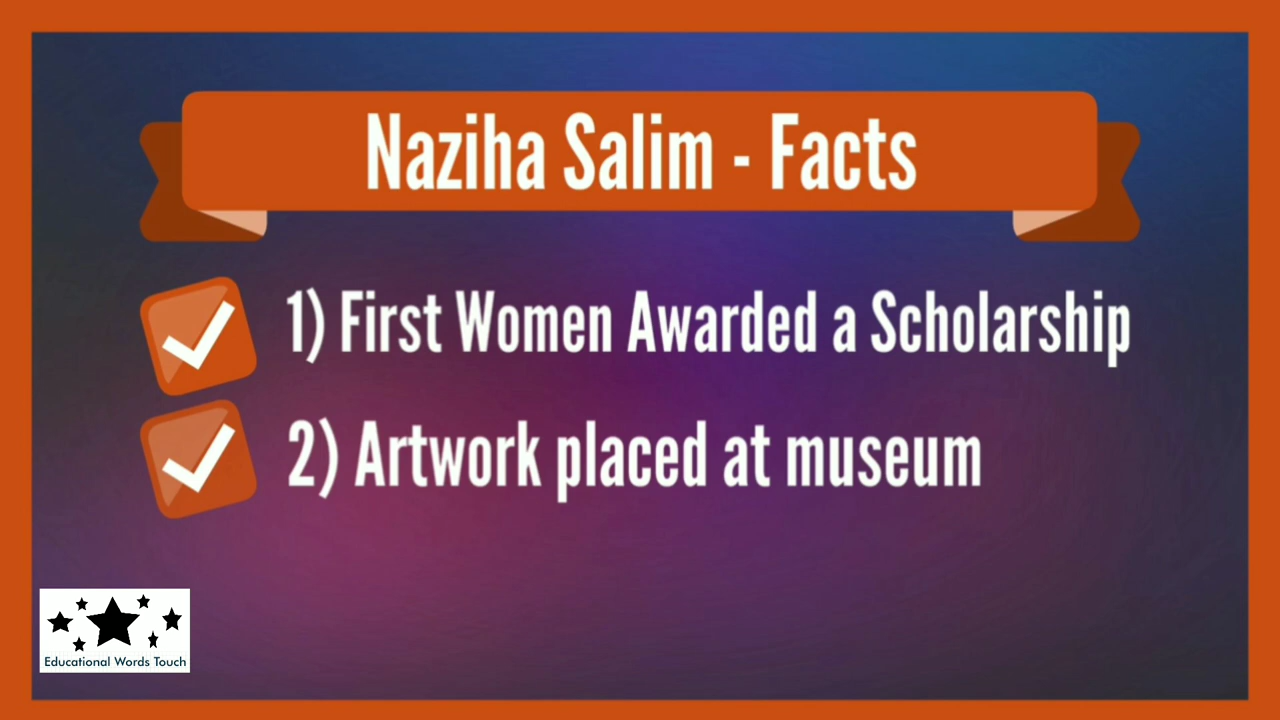 Naziha Salim - Facts
1) First Women Awarded a Scholarship
2) Artwork placed at museum
Educational Words Touch